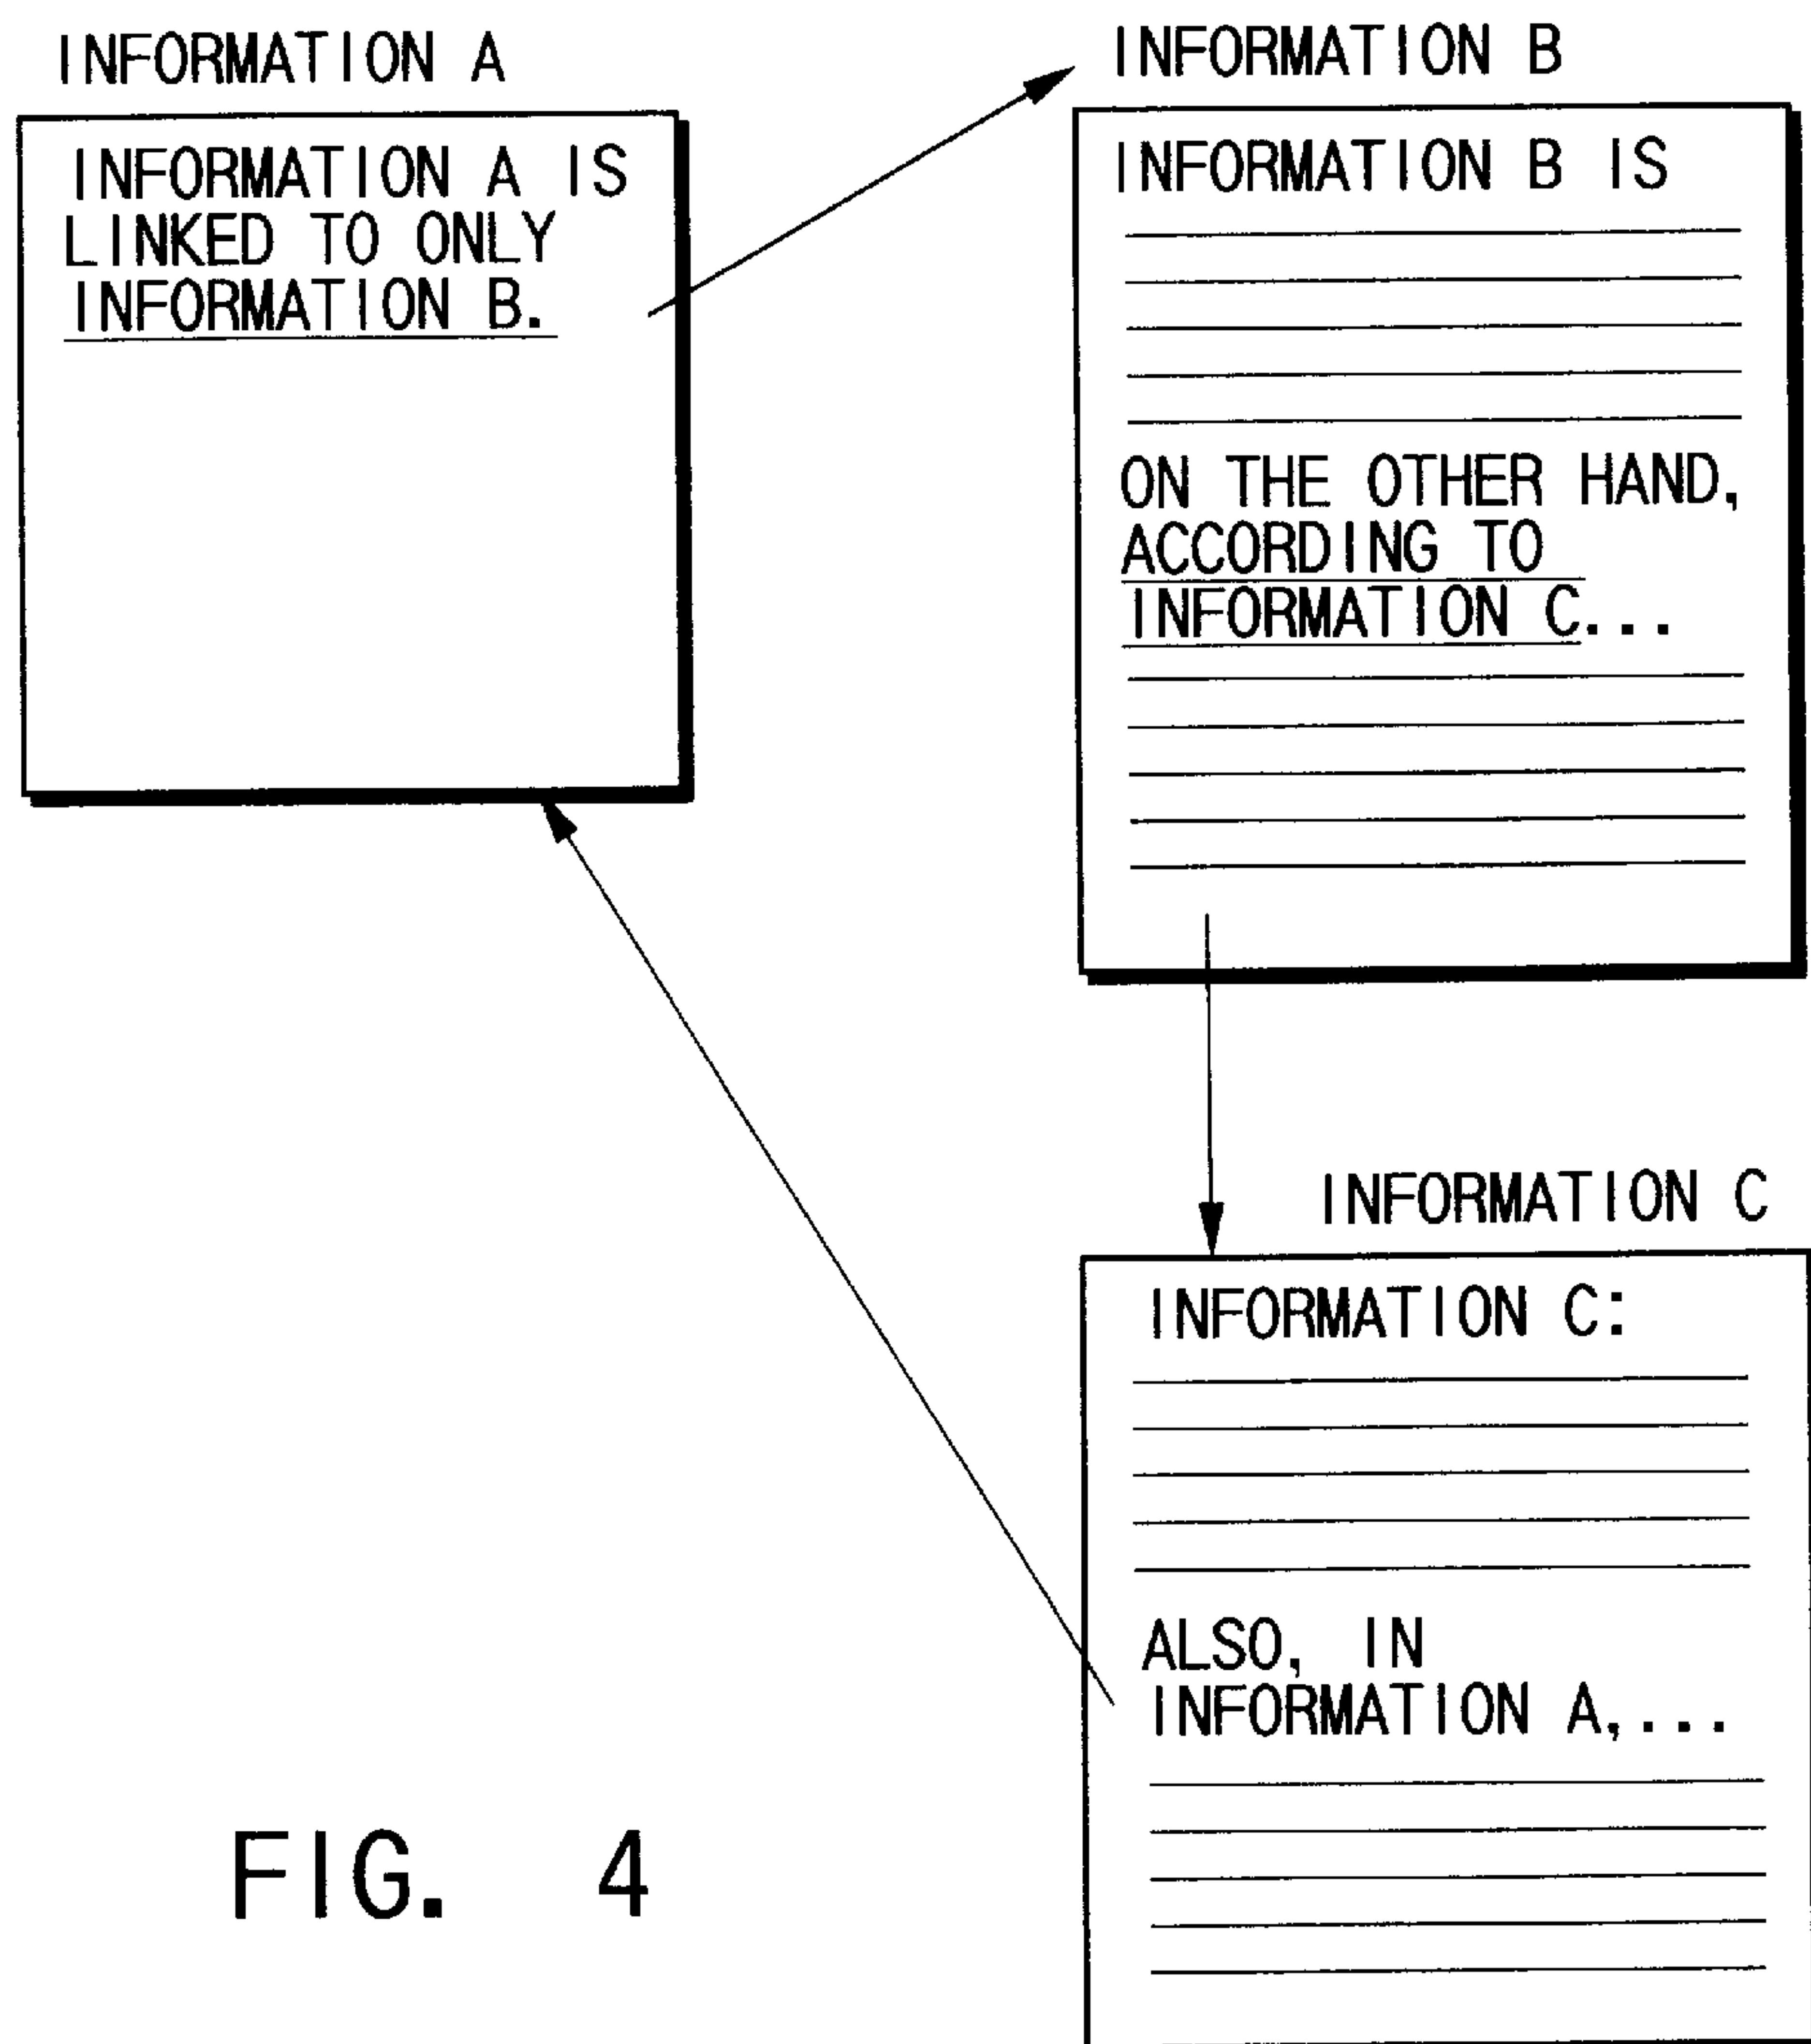 INFORMATION A
INFORMATION A IS
LINKED TO ONLY
INFORMATION B.
INFORMATION B
INFORMATION B IS
ON THE OTHER HAND,
ACCORDING TO
INFORMATION C...
INFORMATION C
INFORMATION C:
ALSO, IN
INFORMATION A,...
FIG. 4